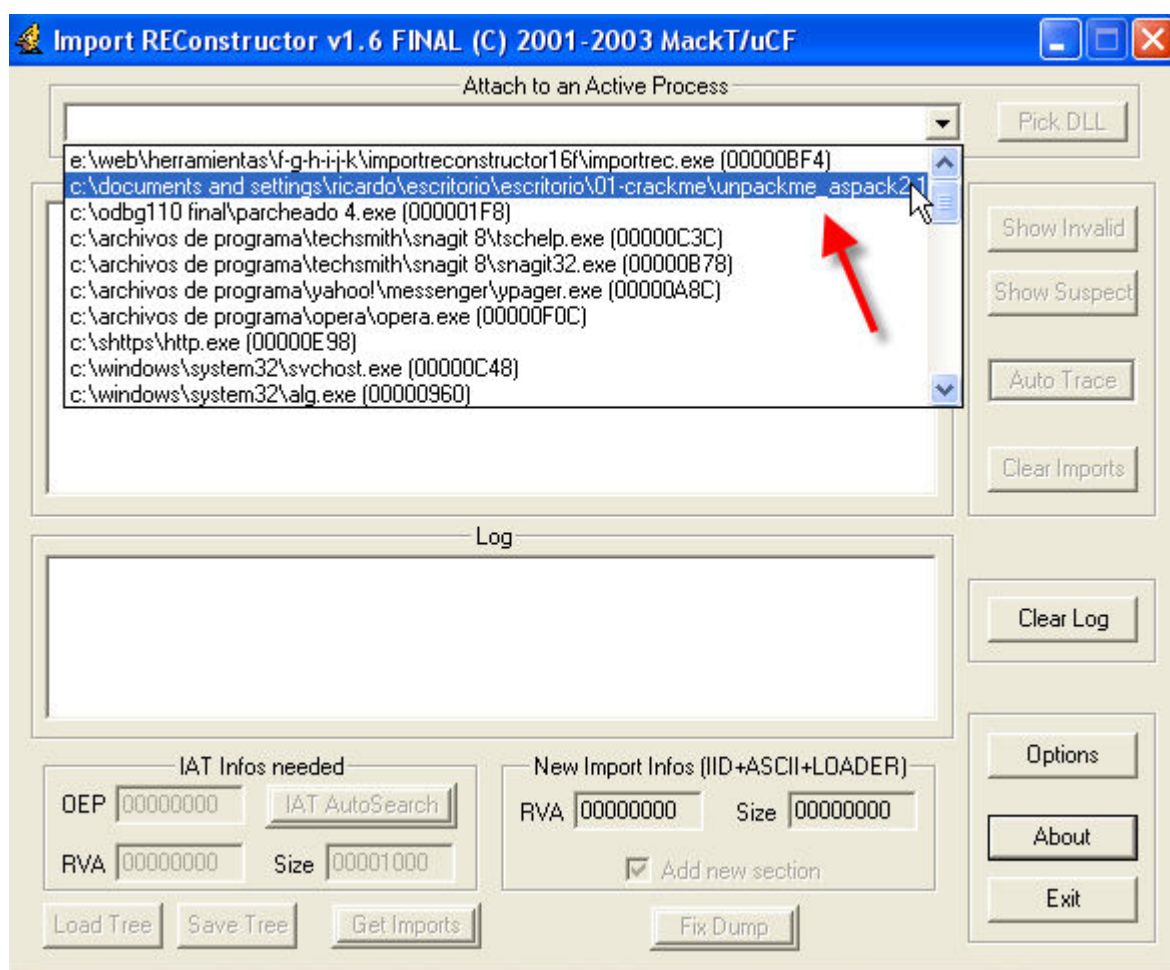 Import REConstructor v1.6 FINAL (C) 2001-2003 MackT/uCF
Attach to an Active Process
Pick DLL
e:\web\herramientas\f-g-h-i-j-k\importreconstructor16f\importrec.exe (00000BF4)
c:\documents and settings\ricardo\escritorio\escritorio\01-crackme\unpackme_aspack2.1
c:\odbg110 final\parcheado 4.exe (000001F8)
c:\archivos de programa\techsmith\snagit 8\tschelp.exe (00000C3C)
c:\archivos de programa\techsmith\snagit 8\snagit32.exe (00000B78)
c:\archivos de programa\yahoo!\messenger\ypager.exe (00000A8C)
c:\archivos de programa\opera\opera.exe (00000F0C)
c:\shttps\http.exe (00000E98)
c:\windows\system32\svchost.exe (00000C48)
c:\windows\system32\alg.exe (00000960)
Show Invalid
Show Suspect
Auto Trace
Clear Imports
Log
Clear Log
IAT Infos needed
OEP 00000000 IAT AutoSearch
RVA 00000000 Size 00001000
New Import Infos (IID+ASCII+LOADER)
RVA 00000000 Size 00000000
Add new section
Load Tree Save Tree Get Imports Fix Dump
Options
About
Exit